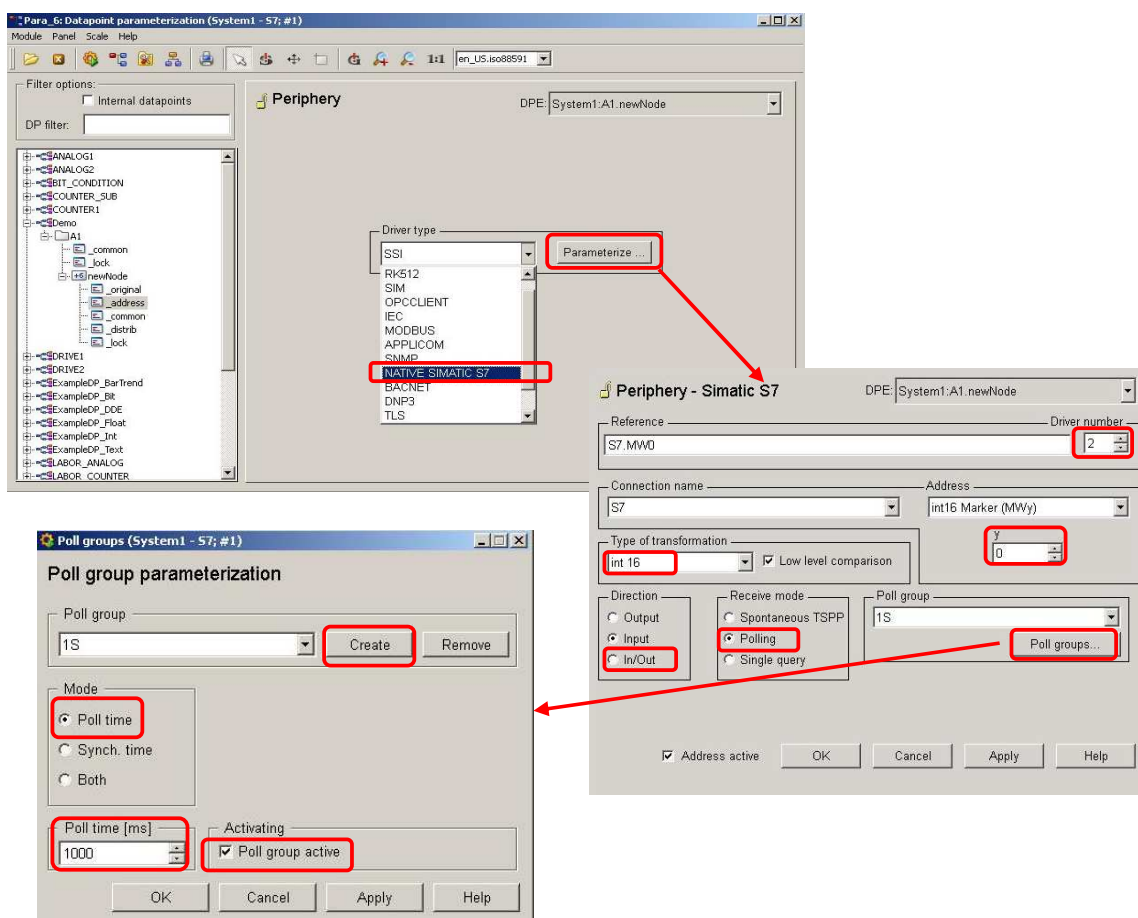 Para_6: Datapoint parameterization (System1 - S7; #1)
Module Panel Scale Help
1:1 en_US.iso88591
Filter options:
Internal datapoints
DP filter:
ANALOG1
ANALOG2
BIT_CONDITION
COUNTER_SUB
COUNTER1
Demo
A1
_common
_lock
newNode
_original
_address
_common
_distrib
_lock
DRIVE1
DRIVE2
ExampleDP_BarTrend
ExampleDP_Bit
ExampleDP_DDE
ExampleDP_Float
ExampleDP_Int
ExampleDP_Text
LABOR_ANALOG
LABOR_COUNTER
Periphery
DPE: System1:A1.newNode
Driver type
SSI
Parameterize ...
RK512
SIM
OPCCLIENT
IEC
MODBUS
APPLICOM
SNMP
NATIVE SIMATIC S7
BACNET
DNP3
TLS
Periphery - Simatic S7
DPE: System1:A1.newNode
Reference
Driver number
S7.MW0
2
Connection name
Address
S7
int16 Marker (MWy)
Type of transformation
y
int 16
Low level comparison
0
Direction
Receive mode
Poll group
Output
Spontaneous TSPP
1S
Input
Polling
Poll groups...
In/Out
Single query
Address active
OK
Cancel
Apply
Help
Poll groups (System1 - S7; #1)
Poll group parameterization
Poll group
1S
Create
Remove
Mode
Poll time
Synch. time
Both
Poll time [ms]
Activating
1000
Poll group active
OK
Cancel
Apply
Help